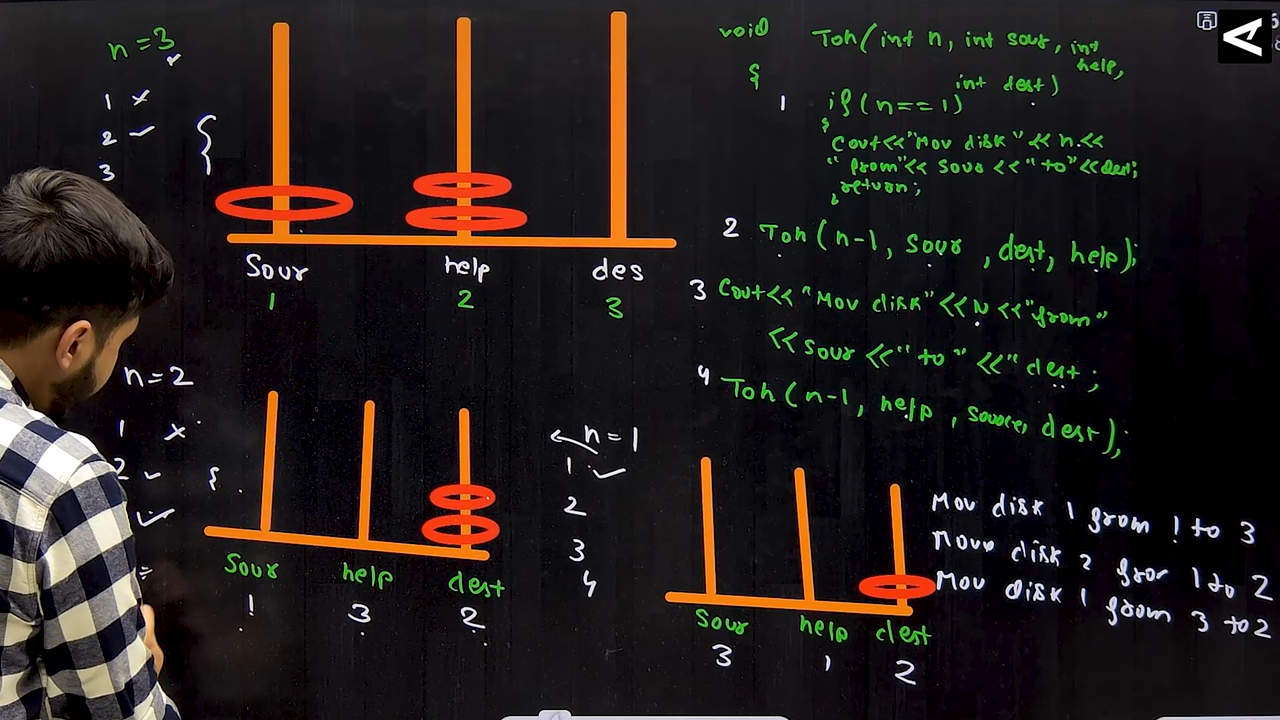 n=3
1 ×
2 ✓
3
{
Sour help des
1 2 3
n=2
1 ×
2 ✓ {
✓
Sour help dest
1 3 2
← n=1
1 ✓
2
3
4
Sour help dest
3 1 2
void Toh(int n, int sour, int
help,
int dest)
{
1 if(n==1)
{
Cout<<"Mov disk"<<n<<
"from"<<sour<<"to"<<des;
return;
}
2 Toh(n-1, sour, dest, help);
3 Cout<<"Mov disk"<<N<<"from"
<<sour<<"to"<<"dest;
4 Toh(n-1, help, source, dest);
Mov disk 1 from 1 to 3
Move disk 2 fror 1 to 2
Mov disk 1 from 3 to 2